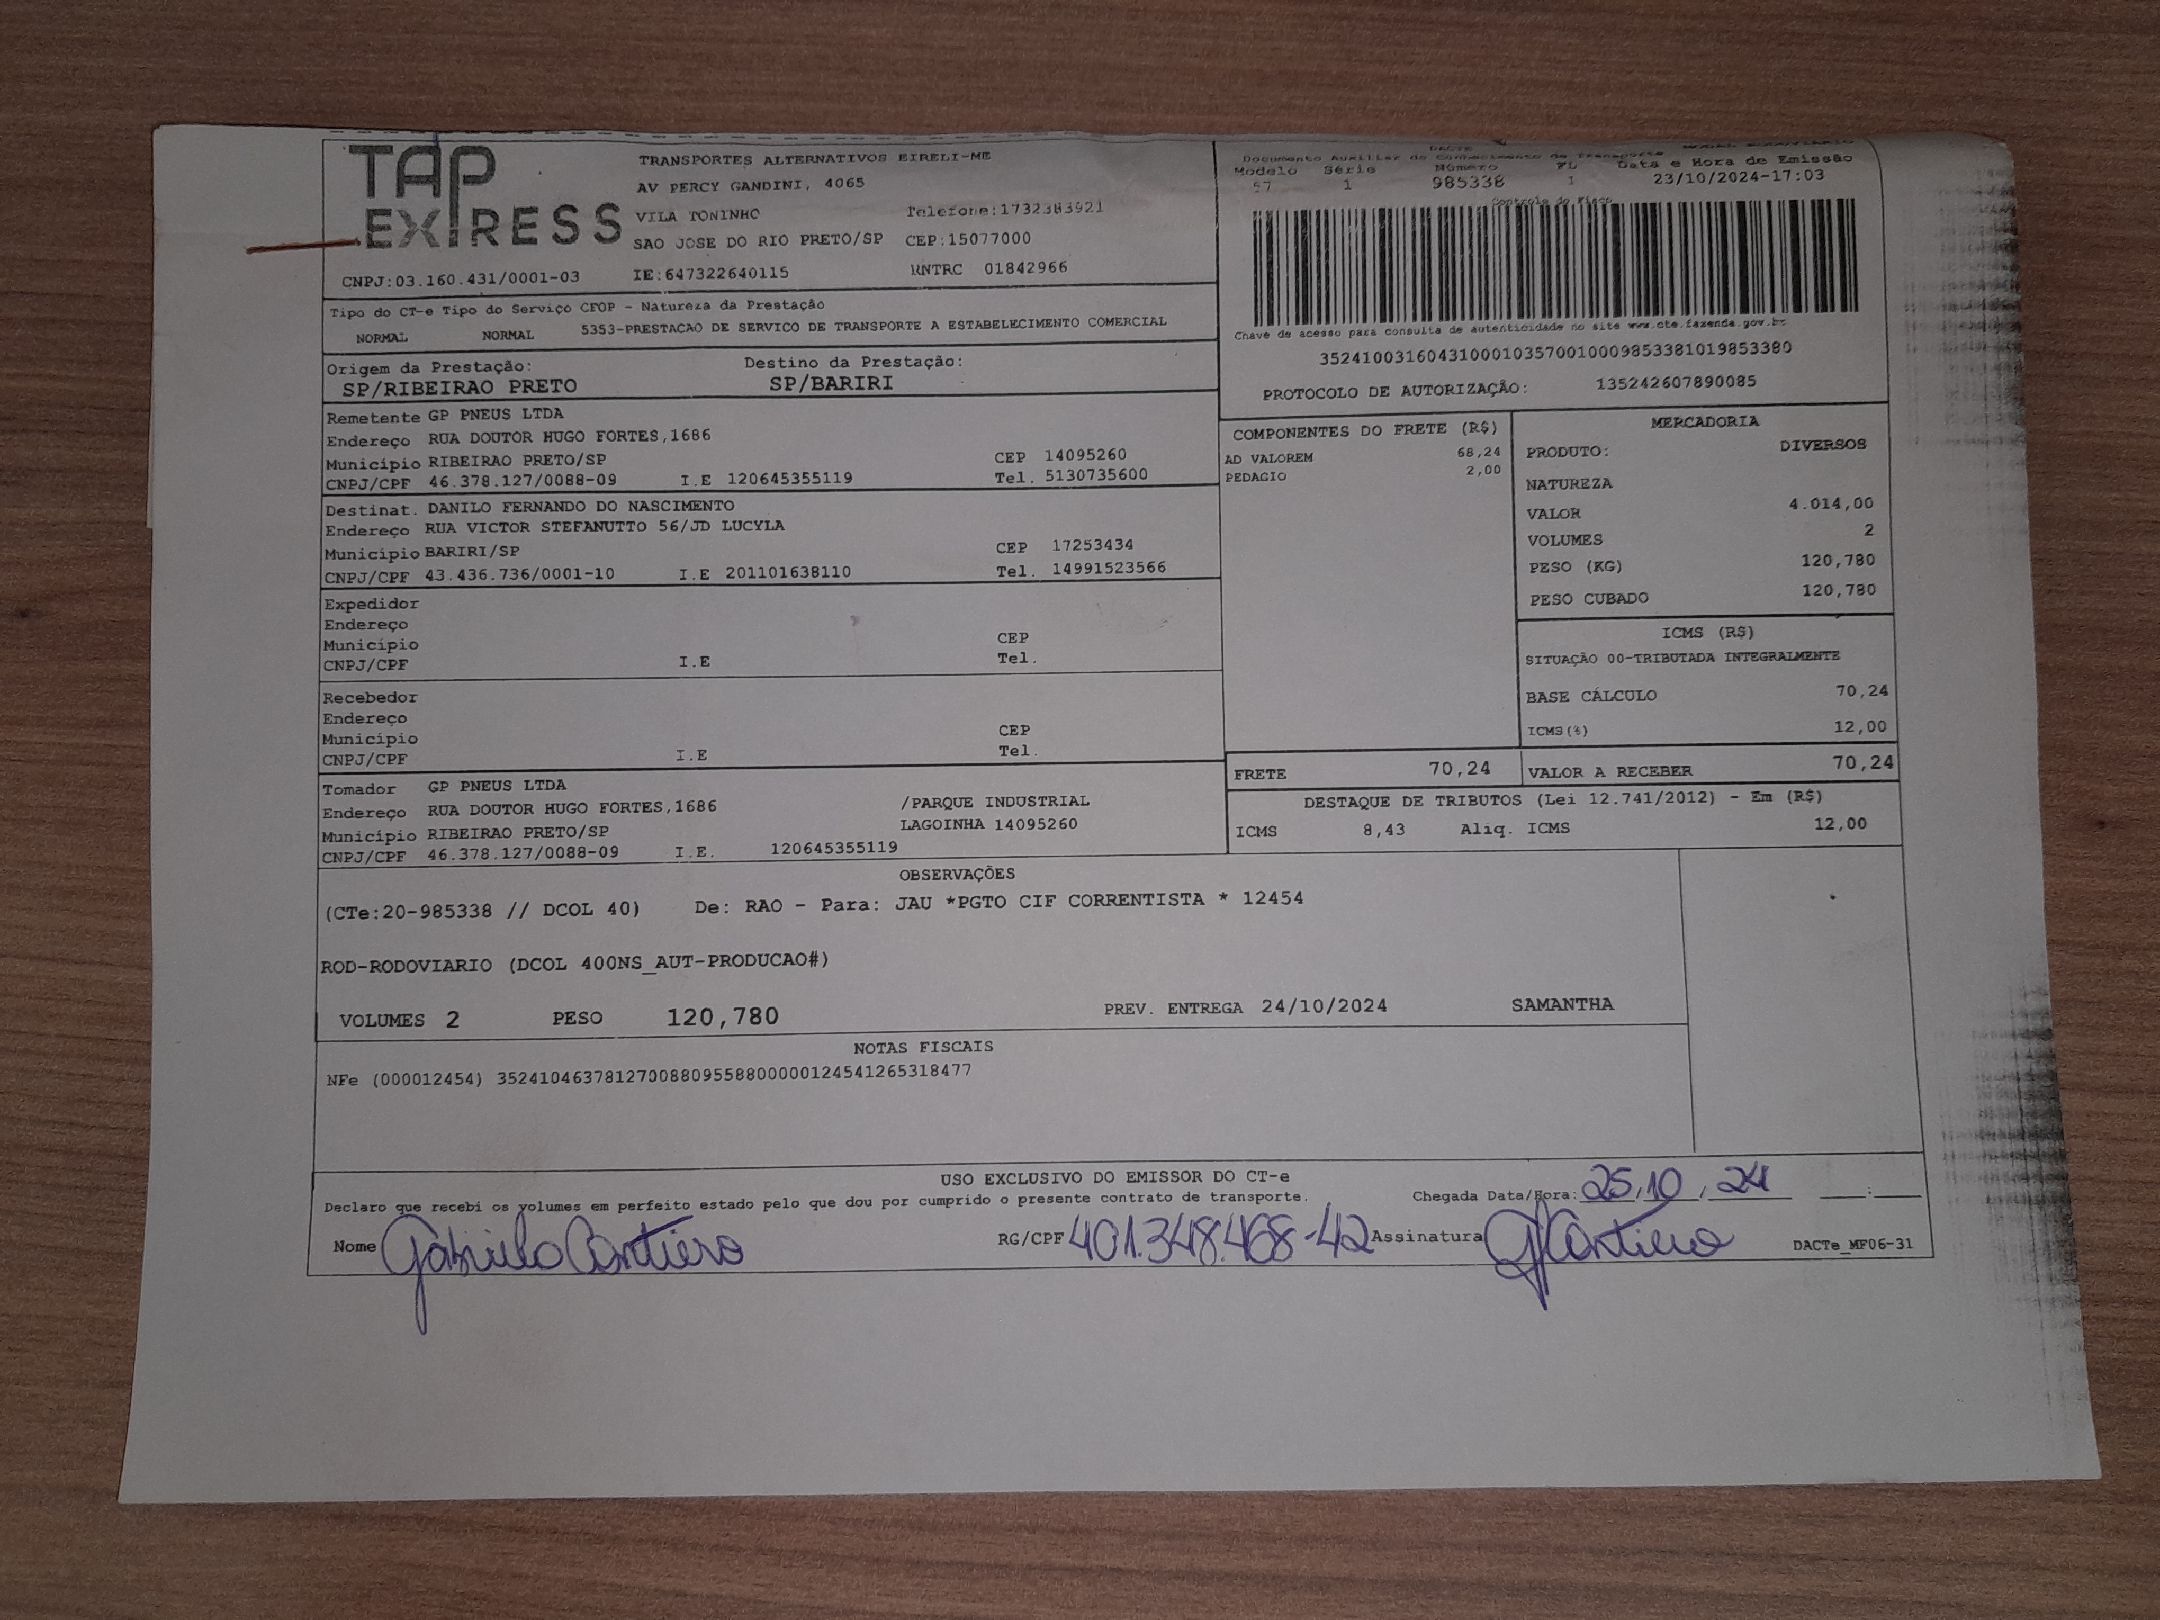 TAP EXPRESS
TRANSPORTES ALTERNATIVOS EIRELI-ME
AV PERCY GANDINI, 4065
VILA TONINHO Telefone:1732383921
SAO JOSE DO RIO PRETO/SP CEP:15077000
CNPJ:03.160.431/0001-03 IE:647322640115 RNTRC 01842966
DACTE
Documento Auxiliar do Conhecimento de Transporte MODAL RODOVIARIO
Modelo Série Número FL Data e Hora de Emissão
57 1 985338 1 23/10/2024-17:03
Controle do Fisco
Chave de acesso para consulta de autenticidade no site www.cte.fazenda.gov.br
35241003160431000103570010009853381019853380
PROTOCOLO DE AUTORIZAÇÃO: 135242607890085
Tipo do CT-e Tipo do Serviço CFOP - Natureza da Prestação
NORMAL NORMAL 5353-PRESTACAO DE SERVICO DE TRANSPORTE A ESTABELECIMENTO COMERCIAL
Origem da Prestação: Destino da Prestação:
SP/RIBEIRAO PRETO SP/BARIRI
Remetente GP PNEUS LTDA
Endereço RUA DOUTOR HUGO FORTES,1686
Município RIBEIRAO PRETO/SP CEP 14095260
CNPJ/CPF 46.378.127/0088-09 I.E 120645355119 Tel. 5130735600
Destinat. DANILO FERNANDO DO NASCIMENTO
Endereço RUA VICTOR STEFANUTTO 56/JD LUCYLA
Município BARIRI/SP CEP 17253434
CNPJ/CPF 43.436.736/0001-10 I.E 201101638110 Tel. 14991523566
Expedidor
Endereço
Município CEP
CNPJ/CPF I.E Tel.
Recebedor
Endereço
Município CEP
CNPJ/CPF I.E Tel.
Tomador GP PNEUS LTDA
Endereço RUA DOUTOR HUGO FORTES,1686 /PARQUE INDUSTRIAL
Município RIBEIRAO PRETO/SP LAGOINHA 14095260
CNPJ/CPF 46.378.127/0088-09 I.E. 120645355119
COMPONENTES DO FRETE (R$)
AD VALOREM 68,24
PEDAGIO 2,00
MERCADORIA
PRODUTO: DIVERSOS
NATUREZA
VALOR 4.014,00
VOLUMES 2
PESO (KG) 120,780
PESO CUBADO 120,780
ICMS (R$)
SITUAÇÃO 00-TRIBUTADA INTEGRALMENTE
BASE CÁLCULO 70,24
ICMS(%) 12,00
FRETE 70,24 VALOR A RECEBER 70,24
DESTAQUE DE TRIBUTOS (Lei 12.741/2012) - Em (R$)
ICMS 8,43 Aliq. ICMS 12,00
OBSERVAÇÕES
(CTe:20-985338 // DCOL 40) De: RAO - Para: JAU *PGTO CIF CORRENTISTA * 12454
ROD-RODOVIARIO (DCOL 400NS_AUT-PRODUCAO#)
VOLUMES 2 PESO 120,780 PREV. ENTREGA 24/10/2024 SAMANTHA
NOTAS FISCAIS
NFe (000012454) 35241046378127008809558800000124541265318477
USO EXCLUSIVO DO EMISSOR DO CT-e
Declaro que recebi os volumes em perfeito estado pelo que dou por cumprido o presente contrato de transporte. Chegada Data/Hora: 25,10,24 __:__
Nome Gabriela Contiero RG/CPF 401.348.468-42 Assinatura Contiero DACTe_MF06-31